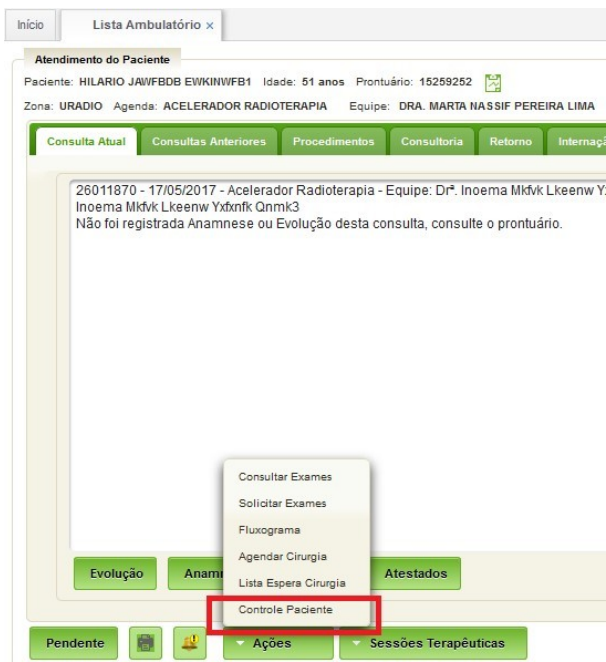 Início
Lista Ambulatório ×
Atendimento do Paciente
Paciente: HILARIO JAWFBDB EWKINWFB1 Idade: 51 anos Prontuário: 15259252
Zona: URADIO Agenda: ACELERADOR RADIOTERAPIA Equipe: DRA. MARTA NASSIF PEREIRA LIMA
Consulta Atual Consultas Anteriores Procedimentos Consultoria Retorno Internaçã
26011870 - 17/05/2017 - Acelerador Radioterapia - Equipe: Drª. Inoema Mkfvk Lkeenw Y
Inoema Mkfvk Lkeenw Yxfxnfk Qnmk3
Não foi registrada Anamnese ou Evolução desta consulta, consulte o prontuário.
Consultar Exames
Solicitar Exames
Fluxograma
Agendar Cirurgia
Lista Espera Cirurgia
Controle Paciente
Evolução Anam Atestados
Pendente Ações Sessões Terapêuticas